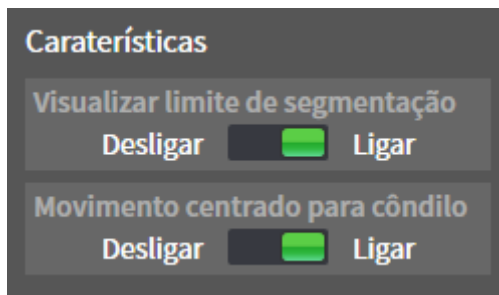 Caraterísticas
Visualizar limite de segmentação
Desligar Ligar
Movimento centrado para côndilo
Desligar Ligar